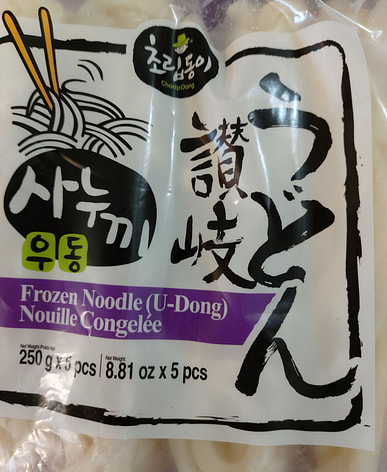 초립동이
ChoripDong
사누끼
우동
讃岐
うどん
Frozen Noodle (U-Dong)
Nouille Congelée
Net Weight/Poids Net
250 g x 5 pcs
Net Weight
8.81 oz x 5 pcs